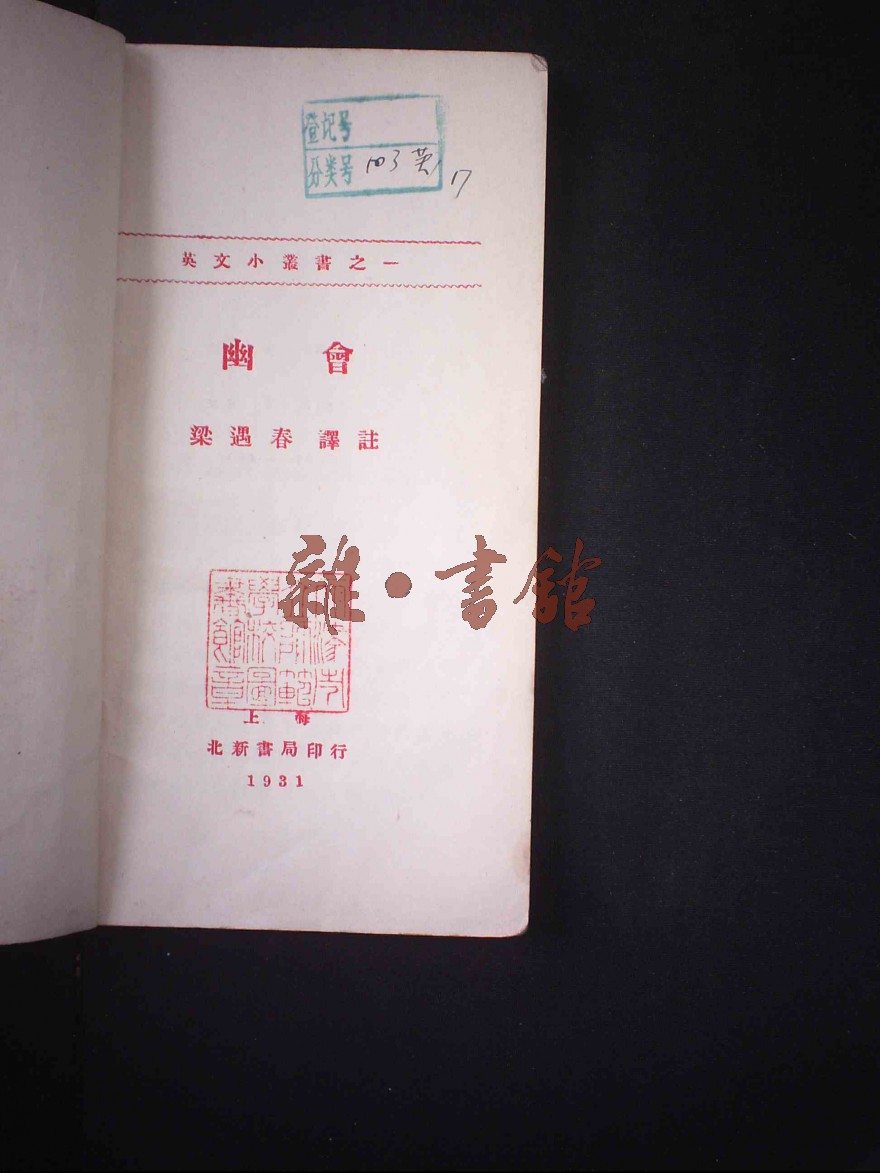 登记号
分类号 103 英
17
英文小叢書之一
幽 會
梁遇春 譯註
雜·書館
上海
北新書局印行
1931